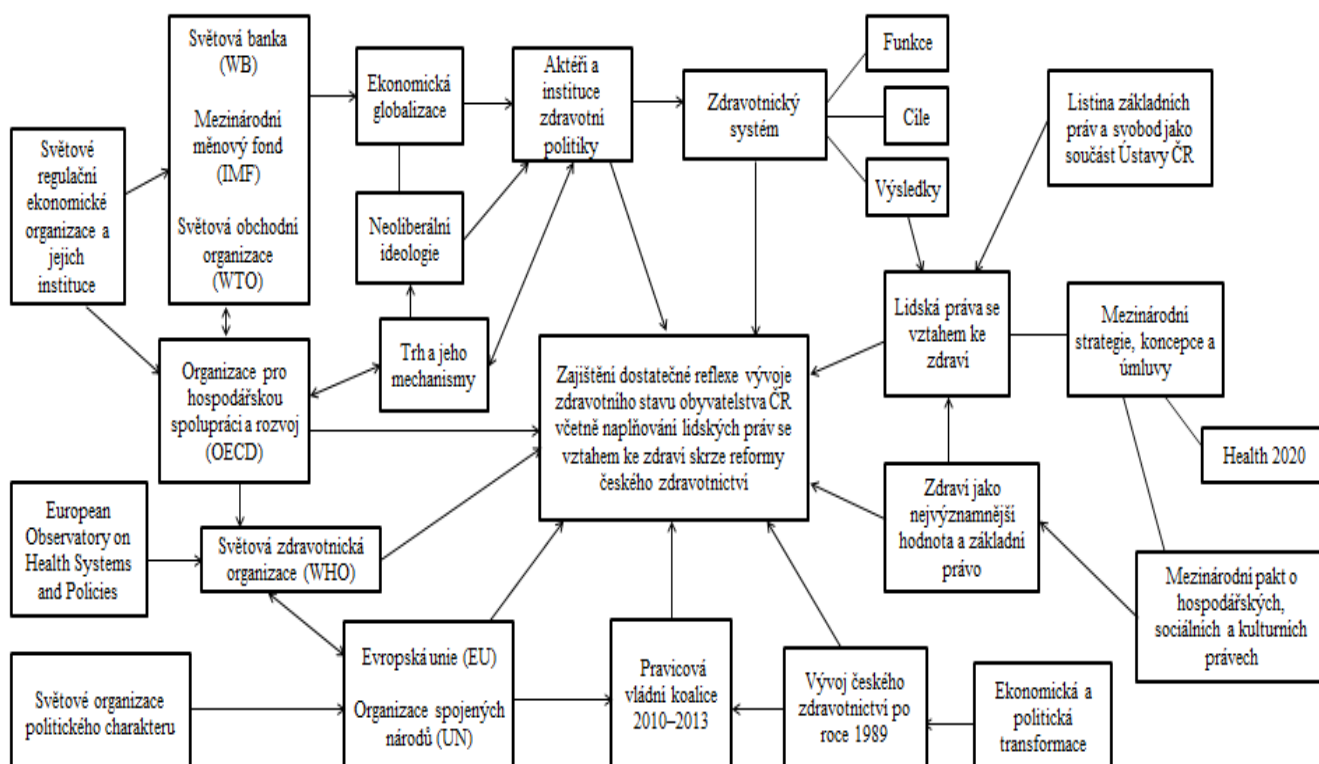 Světová banka
(WB)
Mezinárodní
měnový fond
(IMF)
Světová obchodní
organizace
(WTO)
Ekonomická
globalizace
Aktéři a
instituce
zdravotní
politiky
Zdravotnický
systém
Funkce
Cíle
Výsledky
Listina základních
práv a svobod jako
součást Ústavy ČR
Světové
regulační
ekonomické
organizace a
jejich
instituce
Neoliberální
ideologie
Lidská práva se
vztahem ke
zdraví
Mezinárodní
strategie, koncepce a
úmluvy
Organizace pro
hospodářskou
spolupráci a rozvoj
(OECD)
Trh a jeho
mechanismy
Zajištění dostatečné reflexe vývoje
zdravotního stavu obyvatelstva ČR
včetně naplňování lidských práv se
vztahem ke zdraví skrze reformy
českého zdravotnictví
Health 2020
Zdraví jako
nejvýznamnější
hodnota a základní
právo
European
Observatory on
Health Systems
and Policies
Světová zdravotnická
organizace (WHO)
Mezinárodní pakt o
hospodářských,
sociálních a kulturních
právech
Světové organizace
politického charakteru
Evropská unie (EU)
Organizace spojených
národů (UN)
Pravicová
vládní koalice
2010–2013
Vývoj českého
zdravotnictví po
roce 1989
Ekonomická a
politická
transformace